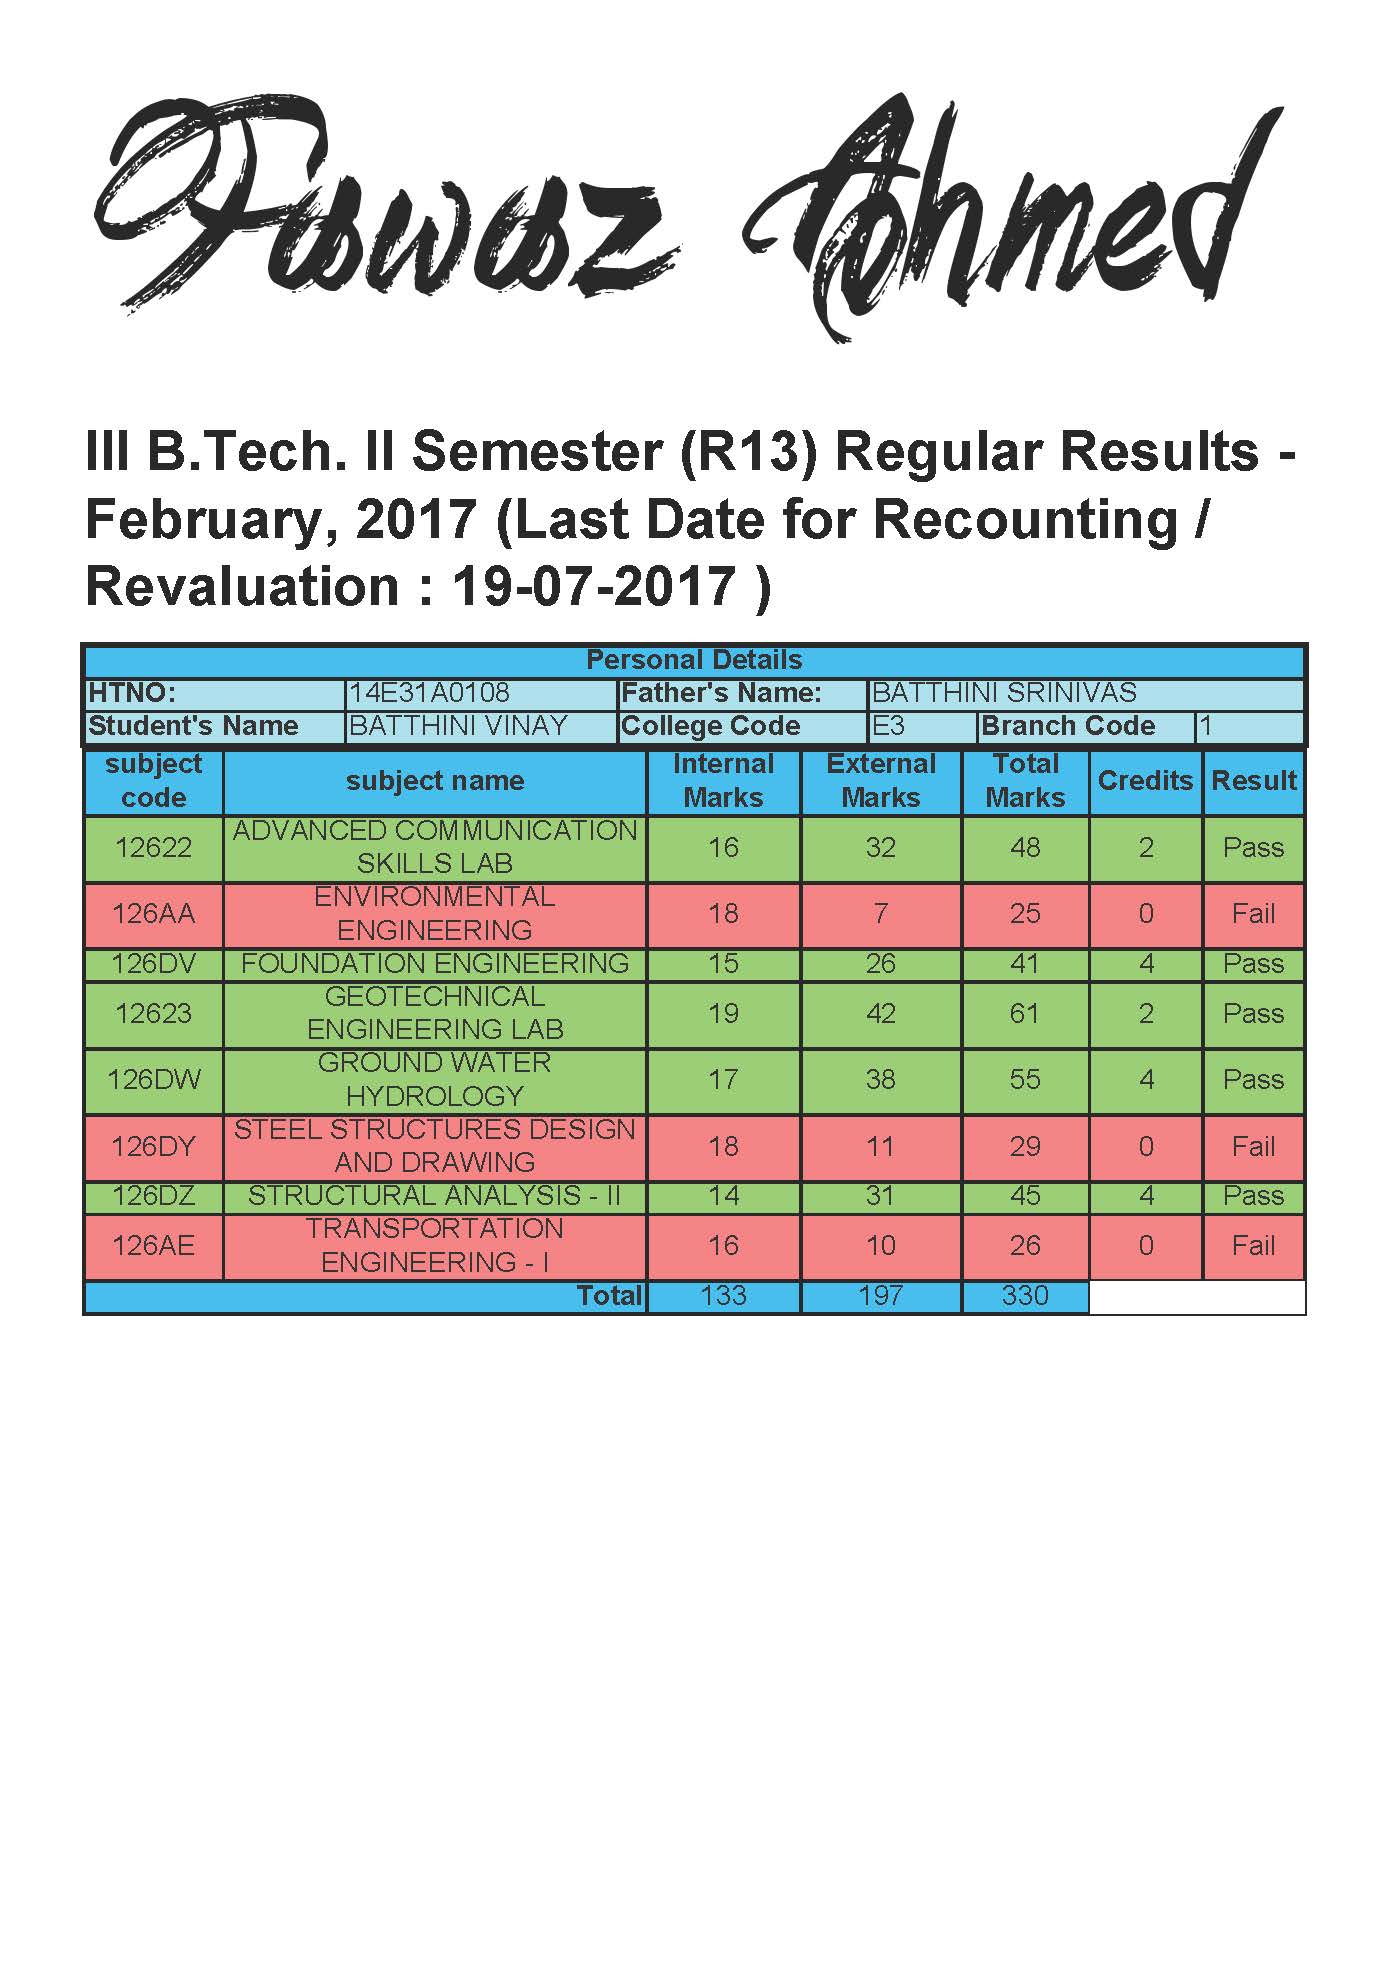 Fawaz Ahmed
III B.Tech. II Semester (R13) Regular Results -
February, 2017 (Last Date for Recounting /
Revaluation : 19-07-2017 )
Personal Details
HTNO: 14E31A0108 Father's Name: BATTHINI SRINIVAS
Student's Name BATTHINI VINAY College Code E3 Branch Code 1
subject code subject name Internal Marks External Marks Total Marks Credits Result
12622 ADVANCED COMMUNICATION SKILLS LAB 16 32 48 2 Pass
126AA ENVIRONMENTAL ENGINEERING 18 7 25 0 Fail
126DV FOUNDATION ENGINEERING 15 26 41 4 Pass
12623 GEOTECHNICAL ENGINEERING LAB 19 42 61 2 Pass
126DW GROUND WATER HYDROLOGY 17 38 55 4 Pass
126DY STEEL STRUCTURES DESIGN AND DRAWING 18 11 29 0 Fail
126DZ STRUCTURAL ANALYSIS - II 14 31 45 4 Pass
126AE TRANSPORTATION ENGINEERING - I 16 10 26 0 Fail
Total 133 197 330